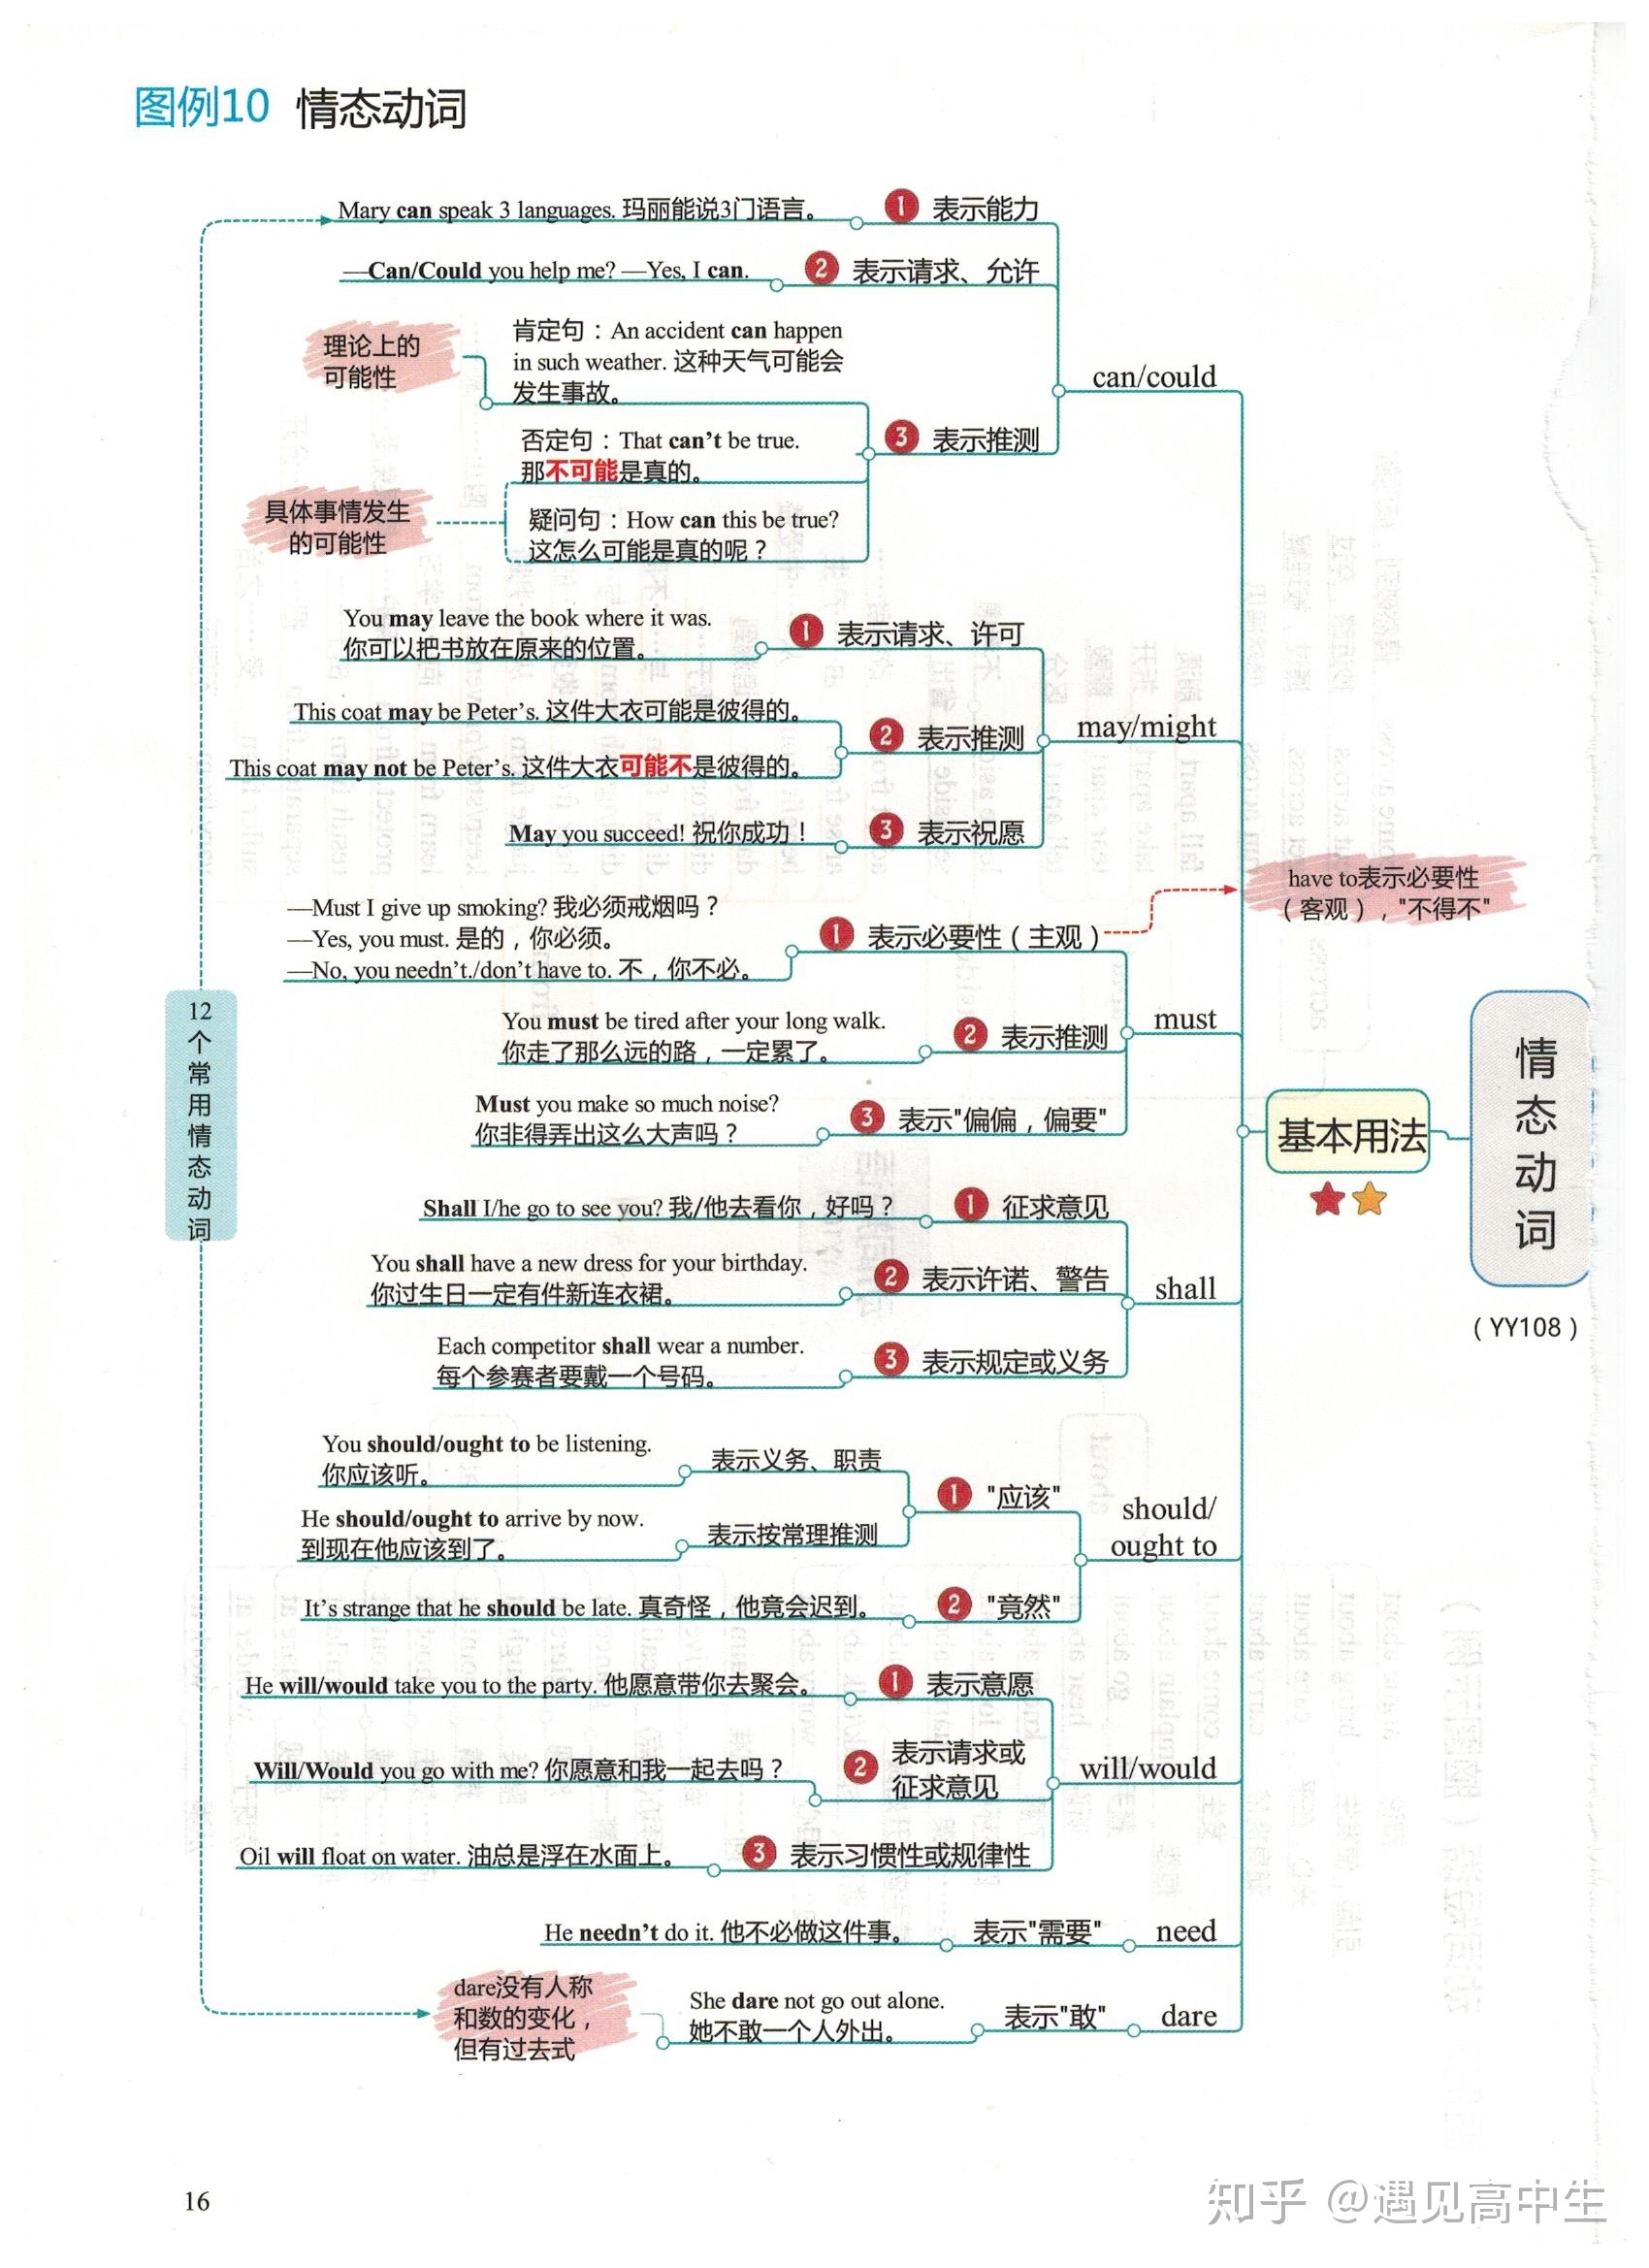 图例10 情态动词
Mary can speak 3 languages. 玛丽能说3门语言。
1 表示能力
—Can/Could you help me? —Yes, I can.
2 表示请求、允许
理论上的
可能性
肯定句：An accident can happen
in such weather. 这种天气可能会
发生事故。
can/could
否定句：That can't be true.
那不可能是真的。
3 表示推测
具体事情发生
的可能性
疑问句：How can this be true?
这怎么可能是真的呢？
You may leave the book where it was.
你可以把书放在原来的位置。
1 表示请求、许可
This coat may be Peter's. 这件大衣可能是彼得的。
2 表示推测
may/might
This coat may not be Peter's. 这件大衣可能不是彼得的。
May you succeed! 祝你成功！
3 表示祝愿
have to表示必要性
（客观），"不得不"
—Must I give up smoking? 我必须戒烟吗？
—Yes, you must. 是的，你必须。
—No, you needn't./don't have to. 不，你不必。
1 表示必要性（主观）
12
个
常
用
情
态
动
词
You must be tired after your long walk.
你走了那么远的路，一定累了。
2 表示推测
must
Must you make so much noise?
你非得弄出这么大声吗？
3 表示"偏偏，偏要"
基本用法
情
态
动
词
（YY108）
Shall I/he go to see you? 我/他去看你，好吗？
1 征求意见
You shall have a new dress for your birthday.
你过生日一定有件新连衣裙。
2 表示许诺、警告
shall
Each competitor shall wear a number.
每个参赛者要戴一个号码。
3 表示规定或义务
You should/ought to be listening.
你应该听。
表示义务、职责
1 "应该"
should/
ought to
He should/ought to arrive by now.
到现在他应该到了。
表示按常理推测
It's strange that he should be late. 真奇怪，他竟会迟到。
2 "竟然"
He will/would take you to the party. 他愿意带你去聚会。
1 表示意愿
Will/Would you go with me? 你愿意和我一起去吗？
2 表示请求或
征求意见
will/would
Oil will float on water. 油总是浮在水面上。
3 表示习惯性或规律性
He needn't do it. 他不必做这件事。
表示"需要"
need
dare没有人称
和数的变化，
但有过去式
She dare not go out alone.
她不敢一个人外出。
表示"敢"
dare
16
知乎 @遇见高中生